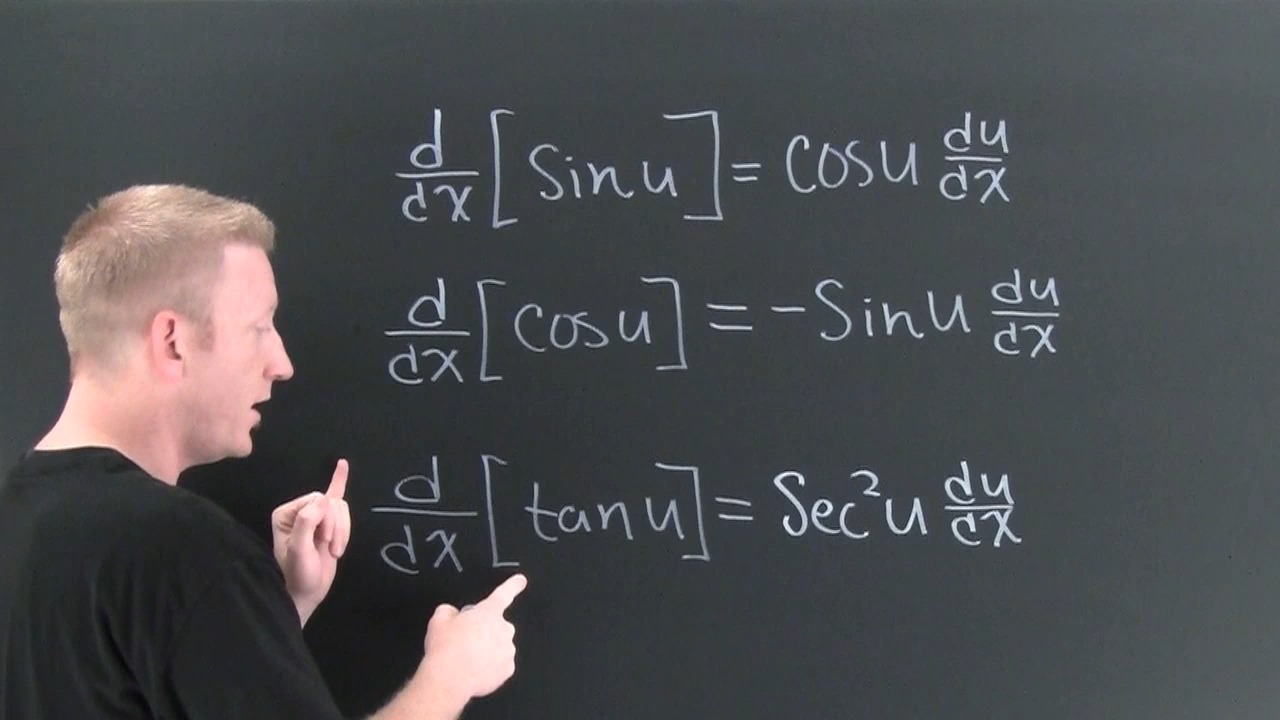 d/dx [Sin u] = cos u du/dx
d/dx [cos u] = -Sin u du/dx
d/dx [tan u] = Sec²u du/dx